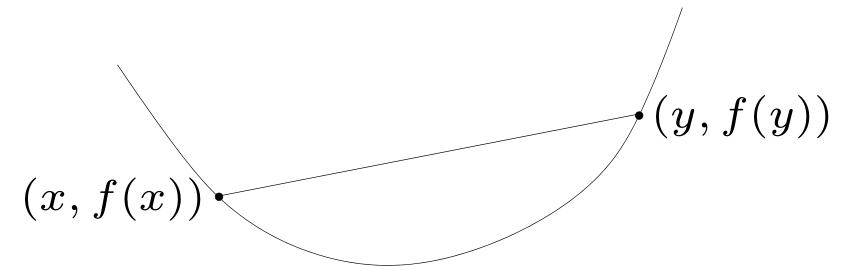 (y, f(y))
(x, f(x))